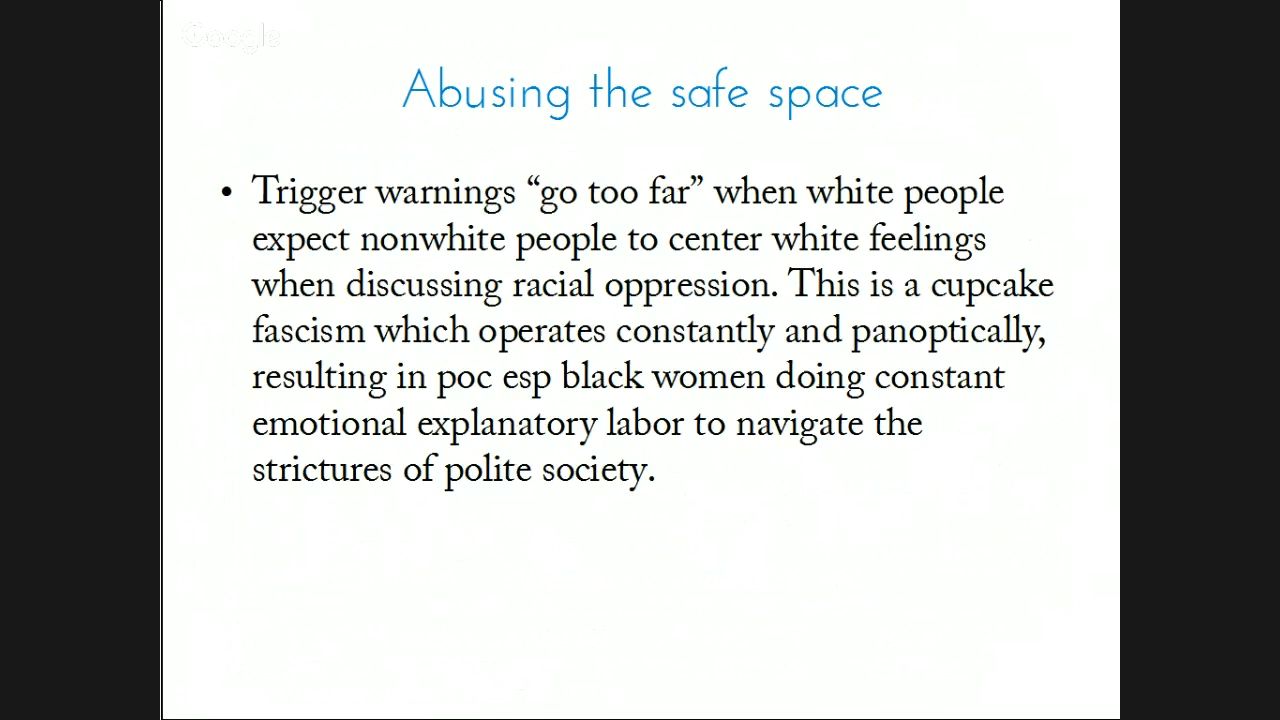 Google
Abusing the safe space
• Trigger warnings “go too far” when white people
expect nonwhite people to center white feelings
when discussing racial oppression. This is a cupcake
fascism which operates constantly and panoptically,
resulting in poc esp black women doing constant
emotional explanatory labor to navigate the
strictures of polite society.